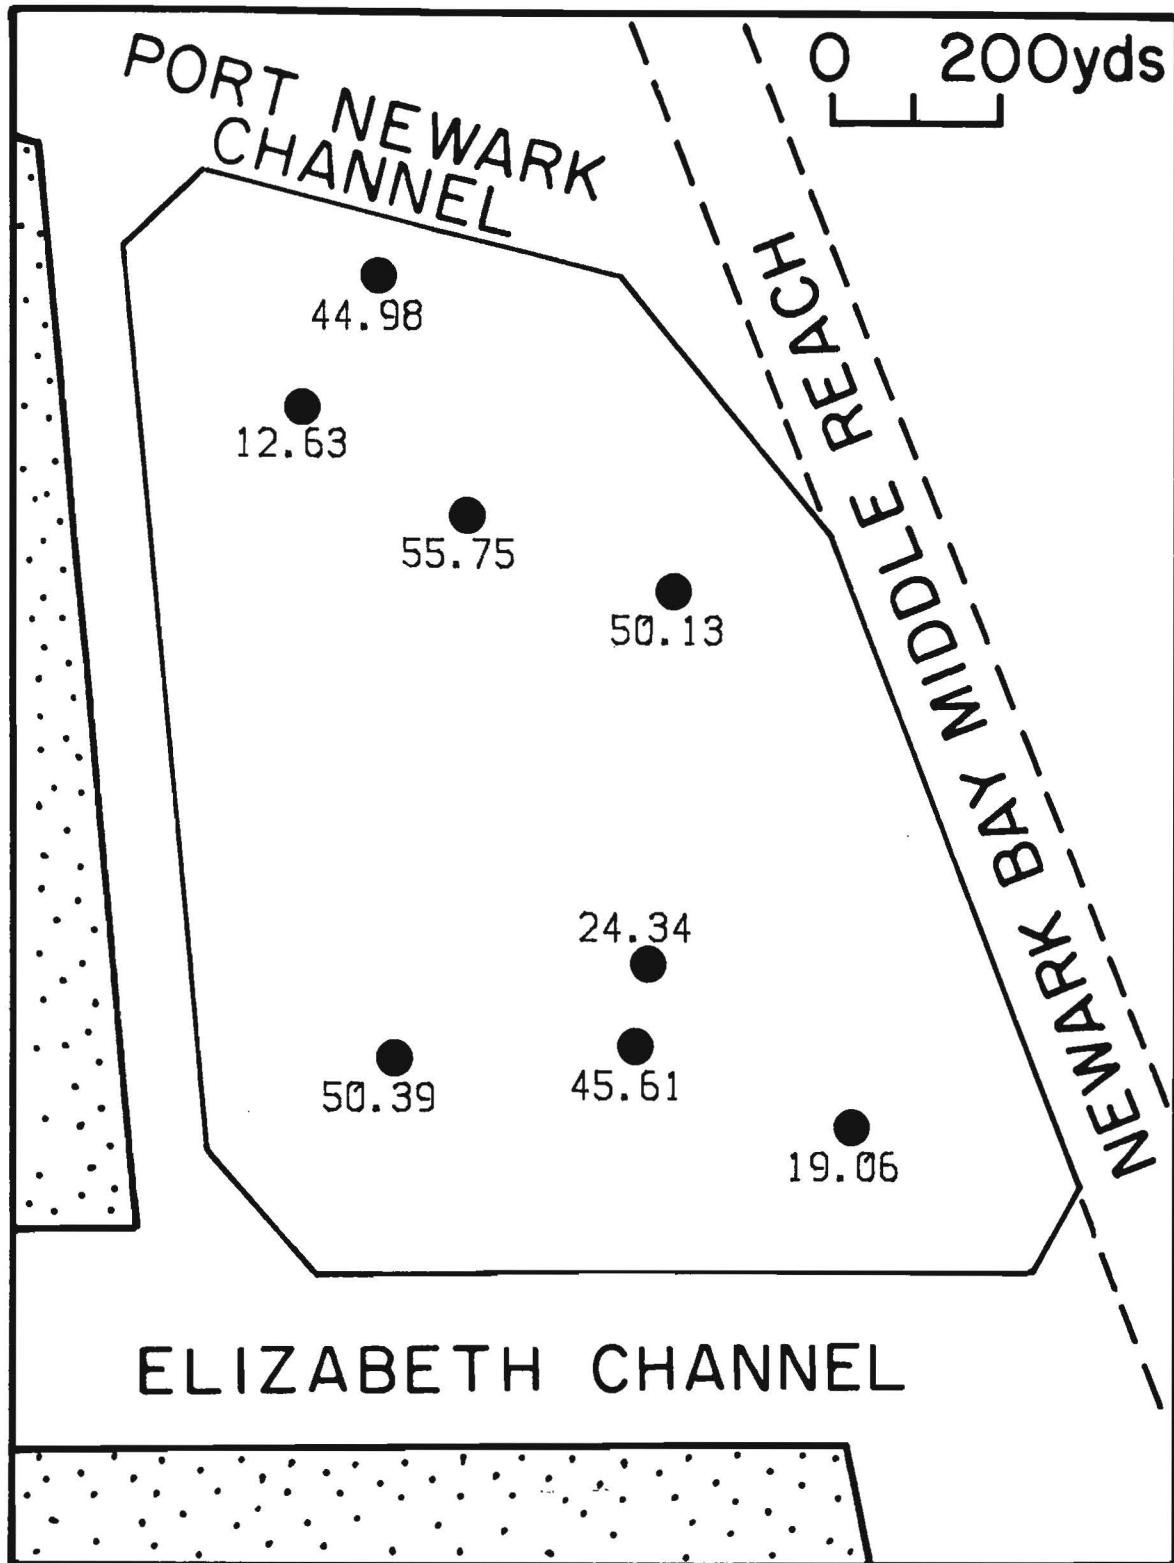 PORT NEWARK
CHANNEL
0 200yds
44.98
12.63
55.75
50.13
NEWARK BAY MIDDLE REACH
24.34
50.39
45.61
19.06
ELIZABETH CHANNEL